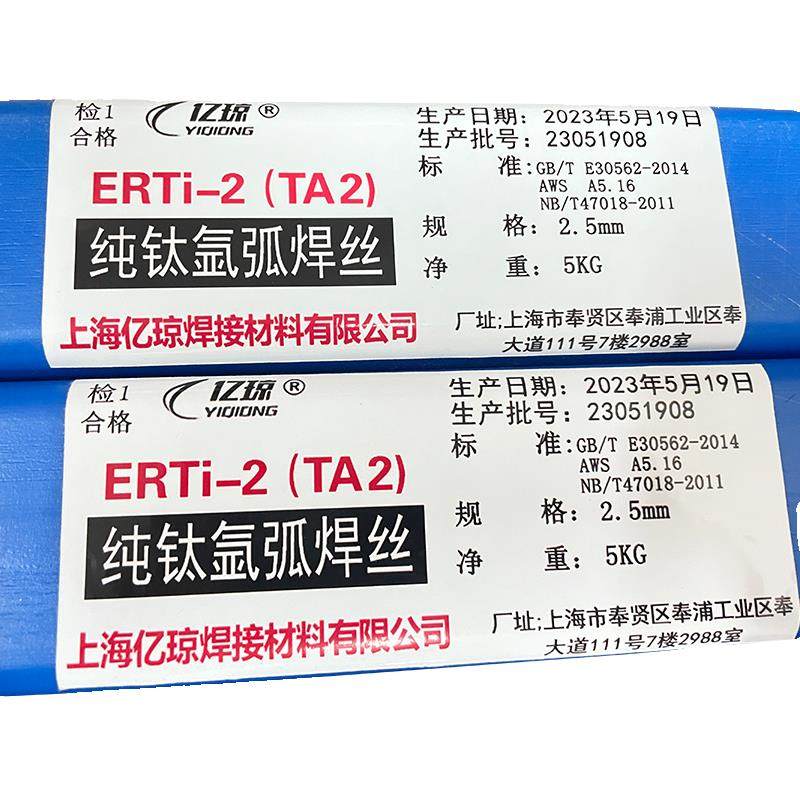 检1
合格
亿琼®
YIQIONG
ERTi-2 (TA2)
纯钛氩弧焊丝
上海亿琼焊接材料有限公司
生产日期: 2023年5月19日
生产批号: 23051908
标 准:GB/T E30562-2014
AWS A5.16
NB/T47018-2011
规 格: 2.5mm
净 重: 5KG
厂址;上海市奉贤区奉浦工业区奉
大道111号7楼2988室
检1
合格
亿琼®
YIQIONG
ERTi-2 (TA2)
纯钛氩弧焊丝
上海亿琼焊接材料有限公司
生产日期: 2023年5月19日
生产批号: 23051908
标 准:GB/T E30562-2014
AWS A5.16
NB/T47018-2011
规 格: 2.5mm
净 重: 5KG
厂址;上海市奉贤区奉浦工业区奉
大道111号7楼2988室